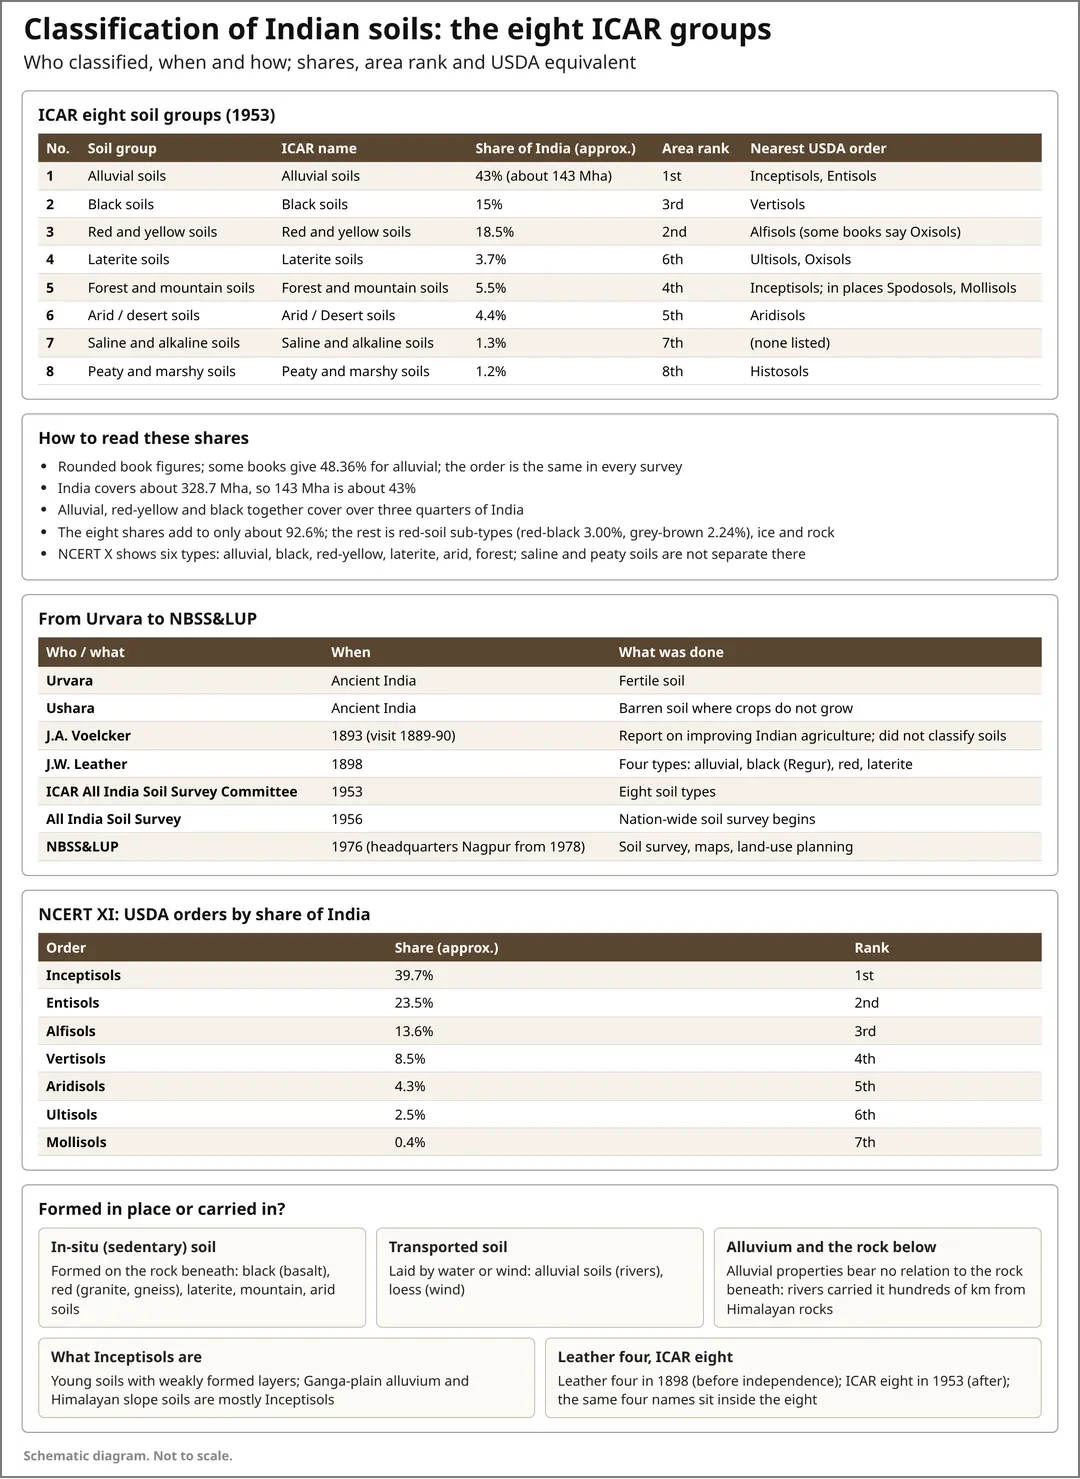 Classification of Indian soils: the eight ICAR groups
Who classified, when and how; shares, area rank and USDA equivalent
ICAR eight soil groups (1953)
No. Soil group ICAR name Share of India (approx.) Area rank Nearest USDA order
1 Alluvial soils Alluvial soils 43% (about 143 Mha) 1st Inceptisols, Entisols
2 Black soils Black soils 15% 3rd Vertisols
3 Red and yellow soils Red and yellow soils 18.5% 2nd Alfisols (some books say Oxisols)
4 Laterite soils Laterite soils 3.7% 6th Ultisols, Oxisols
5 Forest and mountain soils Forest and mountain soils 5.5% 4th Inceptisols; in places Spodosols, Mollisols
6 Arid / desert soils Arid / Desert soils 4.4% 5th Aridisols
7 Saline and alkaline soils Saline and alkaline soils 1.3% 7th (none listed)
8 Peaty and marshy soils Peaty and marshy soils 1.2% 8th Histosols
How to read these shares
• Rounded book figures; some books give 48.36% for alluvial; the order is the same in every survey
• India covers about 328.7 Mha, so 143 Mha is about 43%
• Alluvial, red-yellow and black together cover over three quarters of India
• The eight shares add to only about 92.6%; the rest is red-soil sub-types (red-black 3.00%, grey-brown 2.24%), ice and rock
• NCERT X shows six types: alluvial, black, red-yellow, laterite, arid, forest; saline and peaty soils are not separate there
From Urvara to NBSS&LUP
Who / what When What was done
Urvara Ancient India Fertile soil
Ushara Ancient India Barren soil where crops do not grow
J.A. Voelcker 1893 (visit 1889-90) Report on improving Indian agriculture; did not classify soils
J.W. Leather 1898 Four types: alluvial, black (Regur), red, laterite
ICAR All India Soil Survey Committee 1953 Eight soil types
All India Soil Survey 1956 Nation-wide soil survey begins
NBSS&LUP 1976 (headquarters Nagpur from 1978) Soil survey, maps, land-use planning
NCERT XI: USDA orders by share of India
Order Share (approx.) Rank
Inceptisols 39.7% 1st
Entisols 23.5% 2nd
Alfisols 13.6% 3rd
Vertisols 8.5% 4th
Aridisols 4.3% 5th
Ultisols 2.5% 6th
Mollisols 0.4% 7th
Formed in place or carried in?
In-situ (sedentary) soil
Formed on the rock beneath: black (basalt),
red (granite, gneiss), laterite, mountain, arid
soils
Transported soil
Laid by water or wind: alluvial soils (rivers),
loess (wind)
Alluvium and the rock below
Alluvial properties bear no relation to the rock
beneath: rivers carried it hundreds of km from
Himalayan rocks
What Inceptisols are
Young soils with weakly formed layers; Ganga-plain alluvium and
Himalayan slope soils are mostly Inceptisols
Leather four, ICAR eight
Leather four in 1898 (before independence); ICAR eight in 1953 (after);
the same four names sit inside the eight
Schematic diagram. Not to scale.